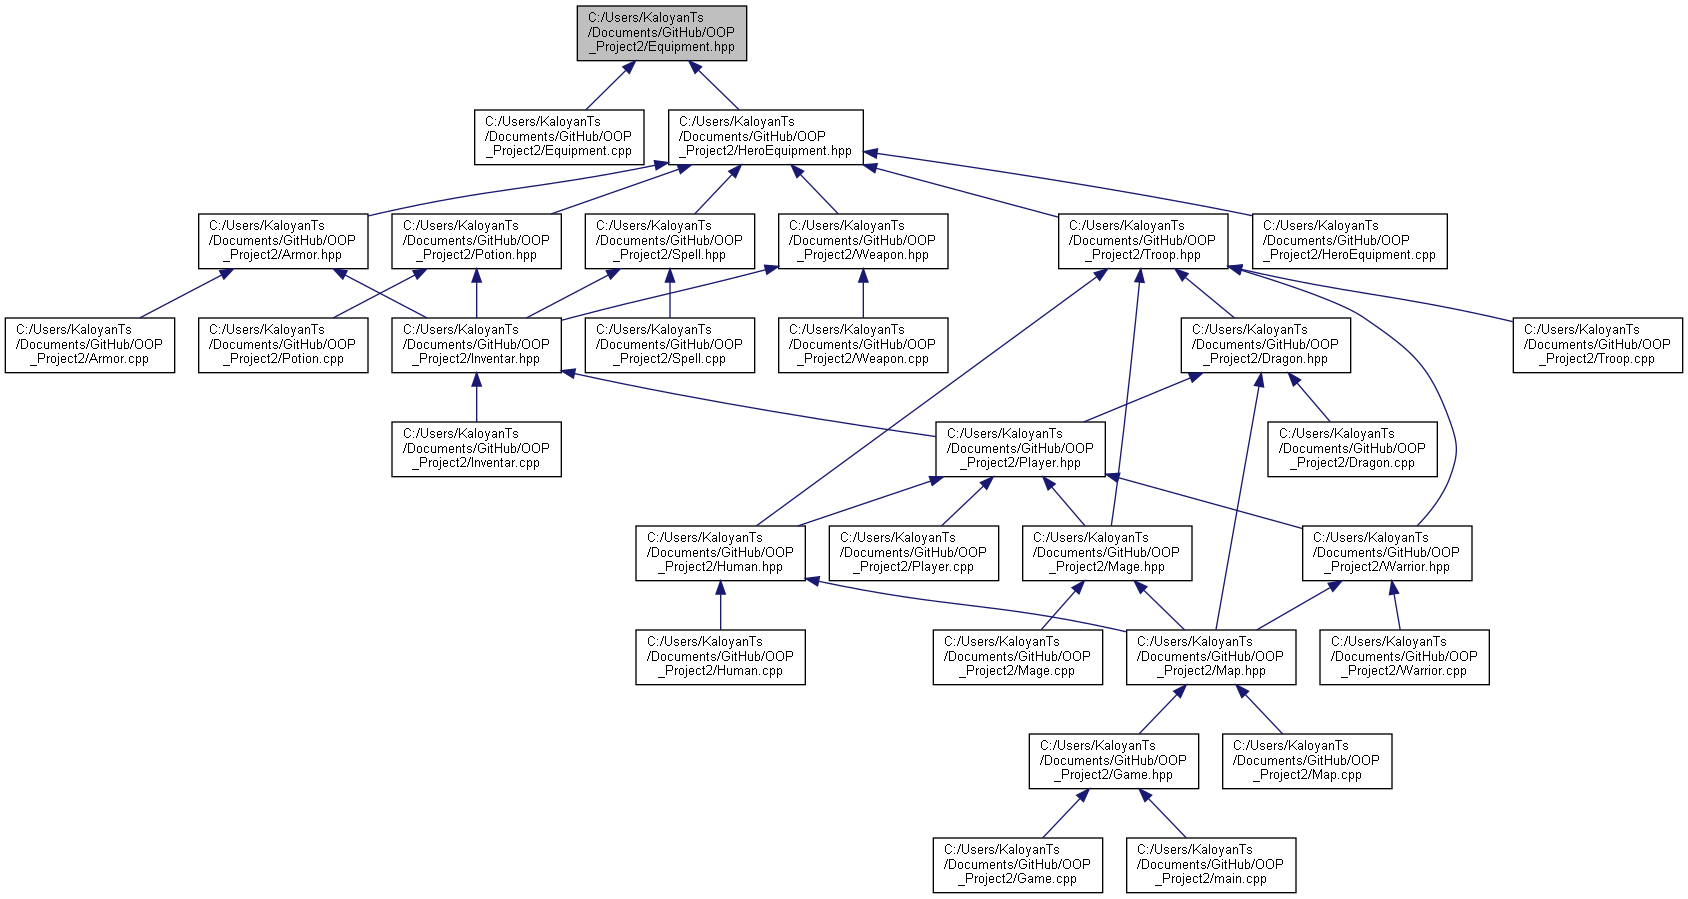 C:/Users/KaloyanTs
/Documents/GitHub/OOP
_Project2/Equipment.hpp
C:/Users/KaloyanTs
/Documents/GitHub/OOP
_Project2/Equipment.cpp
C:/Users/KaloyanTs
/Documents/GitHub/OOP
_Project2/HeroEquipment.hpp
C:/Users/KaloyanTs
/Documents/GitHub/OOP
_Project2/Armor.hpp
C:/Users/KaloyanTs
/Documents/GitHub/OOP
_Project2/Potion.hpp
C:/Users/KaloyanTs
/Documents/GitHub/OOP
_Project2/Spell.hpp
C:/Users/KaloyanTs
/Documents/GitHub/OOP
_Project2/Weapon.hpp
C:/Users/KaloyanTs
/Documents/GitHub/OOP
_Project2/Troop.hpp
C:/Users/KaloyanTs
/Documents/GitHub/OOP
_Project2/HeroEquipment.cpp
C:/Users/KaloyanTs
/Documents/GitHub/OOP
_Project2/Armor.cpp
C:/Users/KaloyanTs
/Documents/GitHub/OOP
_Project2/Potion.cpp
C:/Users/KaloyanTs
/Documents/GitHub/OOP
_Project2/Inventar.hpp
C:/Users/KaloyanTs
/Documents/GitHub/OOP
_Project2/Spell.cpp
C:/Users/KaloyanTs
/Documents/GitHub/OOP
_Project2/Weapon.cpp
C:/Users/KaloyanTs
/Documents/GitHub/OOP
_Project2/Dragon.hpp
C:/Users/KaloyanTs
/Documents/GitHub/OOP
_Project2/Troop.cpp
C:/Users/KaloyanTs
/Documents/GitHub/OOP
_Project2/Inventar.cpp
C:/Users/KaloyanTs
/Documents/GitHub/OOP
_Project2/Player.hpp
C:/Users/KaloyanTs
/Documents/GitHub/OOP
_Project2/Dragon.cpp
C:/Users/KaloyanTs
/Documents/GitHub/OOP
_Project2/Human.hpp
C:/Users/KaloyanTs
/Documents/GitHub/OOP
_Project2/Player.cpp
C:/Users/KaloyanTs
/Documents/GitHub/OOP
_Project2/Mage.hpp
C:/Users/KaloyanTs
/Documents/GitHub/OOP
_Project2/Warrior.hpp
C:/Users/KaloyanTs
/Documents/GitHub/OOP
_Project2/Human.cpp
C:/Users/KaloyanTs
/Documents/GitHub/OOP
_Project2/Mage.cpp
C:/Users/KaloyanTs
/Documents/GitHub/OOP
_Project2/Map.hpp
C:/Users/KaloyanTs
/Documents/GitHub/OOP
_Project2/Warrior.cpp
C:/Users/KaloyanTs
/Documents/GitHub/OOP
_Project2/Game.hpp
C:/Users/KaloyanTs
/Documents/GitHub/OOP
_Project2/Map.cpp
C:/Users/KaloyanTs
/Documents/GitHub/OOP
_Project2/Game.cpp
C:/Users/KaloyanTs
/Documents/GitHub/OOP
_Project2/main.cpp